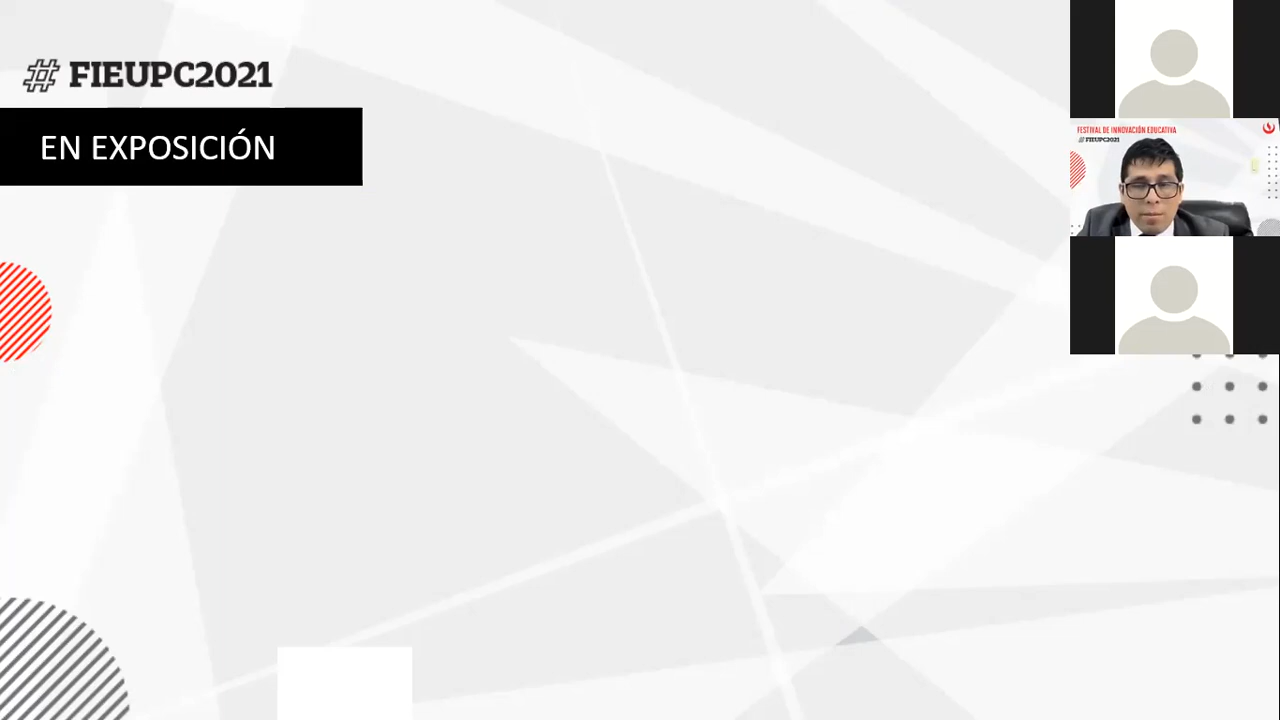 # FIEUPC2021
EN EXPOSICIÓN
FESTIVAL DE INNOVACIÓN EDUCATIVA
# FIEUPC2021